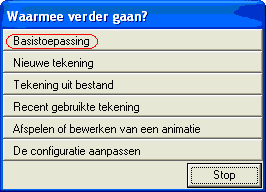 Waarmee verder gaan?
Basistoepassing
Nieuwe tekening
Tekening uit bestand
Recent gebruikte tekening
Afspelen of bewerken van een animatie
De configuratie aanpassen
Stop